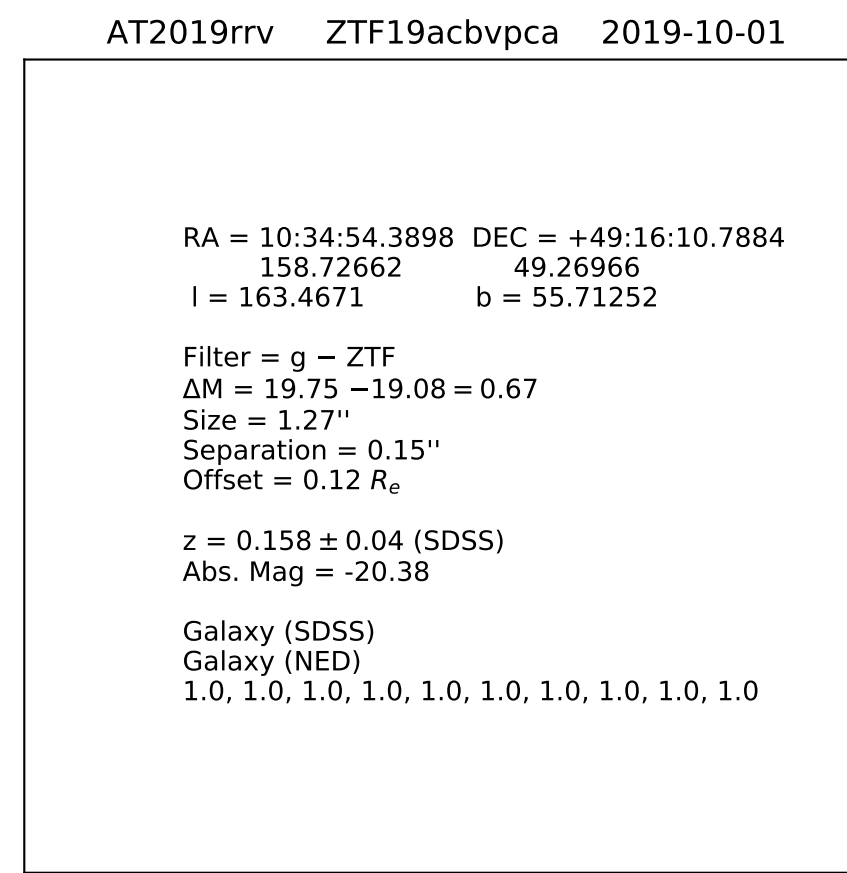 AT2019rrv ZTF19acbvpca 2019-10-01
RA = 10:34:54.3898 DEC = +49:16:10.7884
158.72662 49.26966
l = 163.4671 b = 55.71252
Filter = g − ZTF
ΔM = 19.75 −19.08 = 0.67
Size = 1.27''
Separation = 0.15''
Offset = 0.12 Rₑ
z = 0.158 ± 0.04 (SDSS)
Abs. Mag = -20.38
Galaxy (SDSS)
Galaxy (NED)
1.0, 1.0, 1.0, 1.0, 1.0, 1.0, 1.0, 1.0, 1.0, 1.0